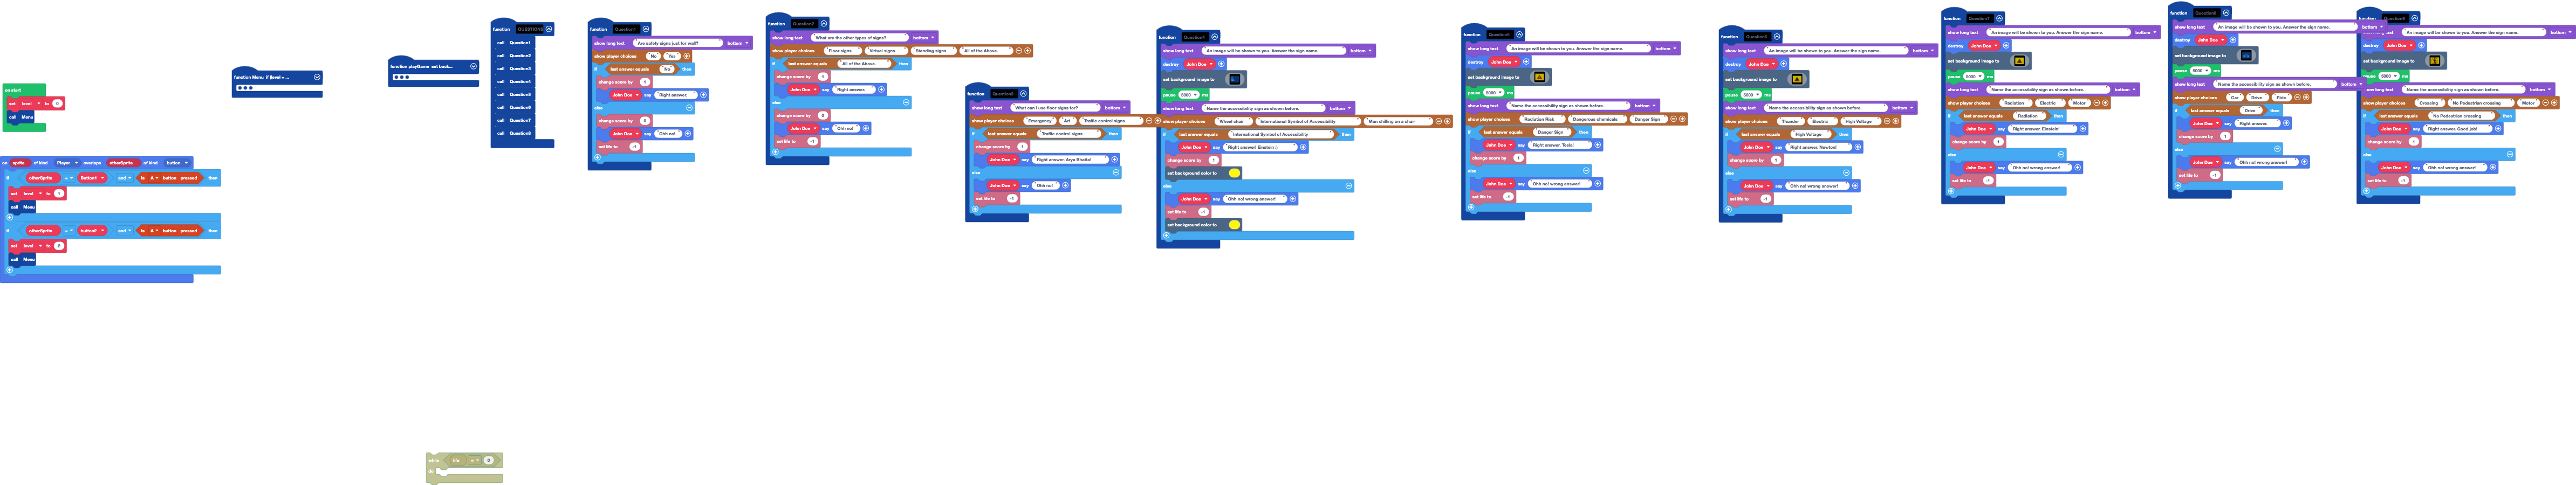 on start
set level to 0
call Menu
on sprite of kind Player overlaps otherSprite of kind button
if otherSprite = Button1 and is A button pressed then
set level to 1
call Menu
if otherSprite = button2 and is A button pressed then
set level to 2
call Menu
function Menu if (level = ...
function playGame set back...
function QUESTIONS
call Question1
call Question2
call Question3
call Question4
call Question5
call Question6
call Question7
call Question8
while life = 0
do
function Question1
show long text Are safety signs just for wall? bottom
show player choices No Yes
if last answer equals No then
change score by 1
John Doe say Right answer.
else
change score by 0
John Doe say Ohh no!
set life to -1
function Question2
show long text What are the other types of signs? bottom
show player choices Floor signs Virtual signs Blending signs All of the Above.
if last answer equals All of the Above. then
change score by 1
John Doe say Right answer.
else
change score by 0
John Doe say Ohh no!
set life to -1
function Question3
show long text What can i use floor signs for? bottom
show player choices Emergency Art Traffic control signs
if last answer equals Traffic control signs then
change score by 1
John Doe say Right answer. Arya Bhatta!
else
John Doe say Ohh no!
set life to -1
function
show long text An image will be shown to you. Answer the sign name. bottom
destroy John Doe
set background image to
pause 5000 ms
show long text Name the accessibility sign as shown before. bottom
show player choices Wheel chair International Symbol of Accessibility Man chilling on a chair
if last answer equals International Symbol of Accessibility then
John Doe say Right answer! Einstein :)
change score by 1
set background color to
else
John Doe say Ohh no! wrong answer!
set life to -1
set background color to
function
show long text An image will be shown to you. Answer the sign name. bottom
destroy John Doe
set background image to
pause 5000 ms
show long text Name the accessibility sign as shown before. bottom
show player choices Radiation Risk Dangerous chemicals Danger Sign
if last answer equals Danger Sign then
John Doe say Right answer. Tesla!
change score by 1
else
John Doe say Ohh no! wrong answer!
set life to -1
function
show long text An image will be shown to you. Answer the sign name. bottom
destroy John Doe
set background image to
pause 5000 ms
show long text Name the accessibility sign as shown before. bottom
show player choices Thunder Electric High Voltage
if last answer equals High Voltage then
John Doe say Right answer. Newton!
change score by 1
else
John Doe say Ohh no! wrong answer!
set life to -1
function
show long text An image will be shown to you. Answer the sign name. bottom
destroy John Doe
set background image to
pause 5000 ms
show long text Name the accessibility sign as shown before. bottom
show player choices Radiation Electric Motor
if last answer equals Radiation then
John Doe say Right answer. Einstein!
change score by 1
else
John Doe say Ohh no! wrong answer!
set life to -1
function
show long text An image will be shown to you. Answer the sign name. bottom
destroy John Doe
set background image to
pause 5000 ms
show long text Name the accessibility sign as shown before. bottom
show player choices Car Drive Ride
if last answer equals Drive then
John Doe say Right answer.
change score by 1
else
John Doe say Ohh no! wrong answer!
set life to -1
function
An image will be shown to you. Answer the sign name. bottom
destroy John Doe
set background image to
pause 5000 ms
long text Name the accessibility sign as shown before. bottom
show player choices Crossing No Pedestrian crossing Motor
if last answer equals No Pedestrian crossing then
John Doe say Right answer. Good job!
change score by 1
else
John Doe say Ohh no! wrong answer!
set life to -1